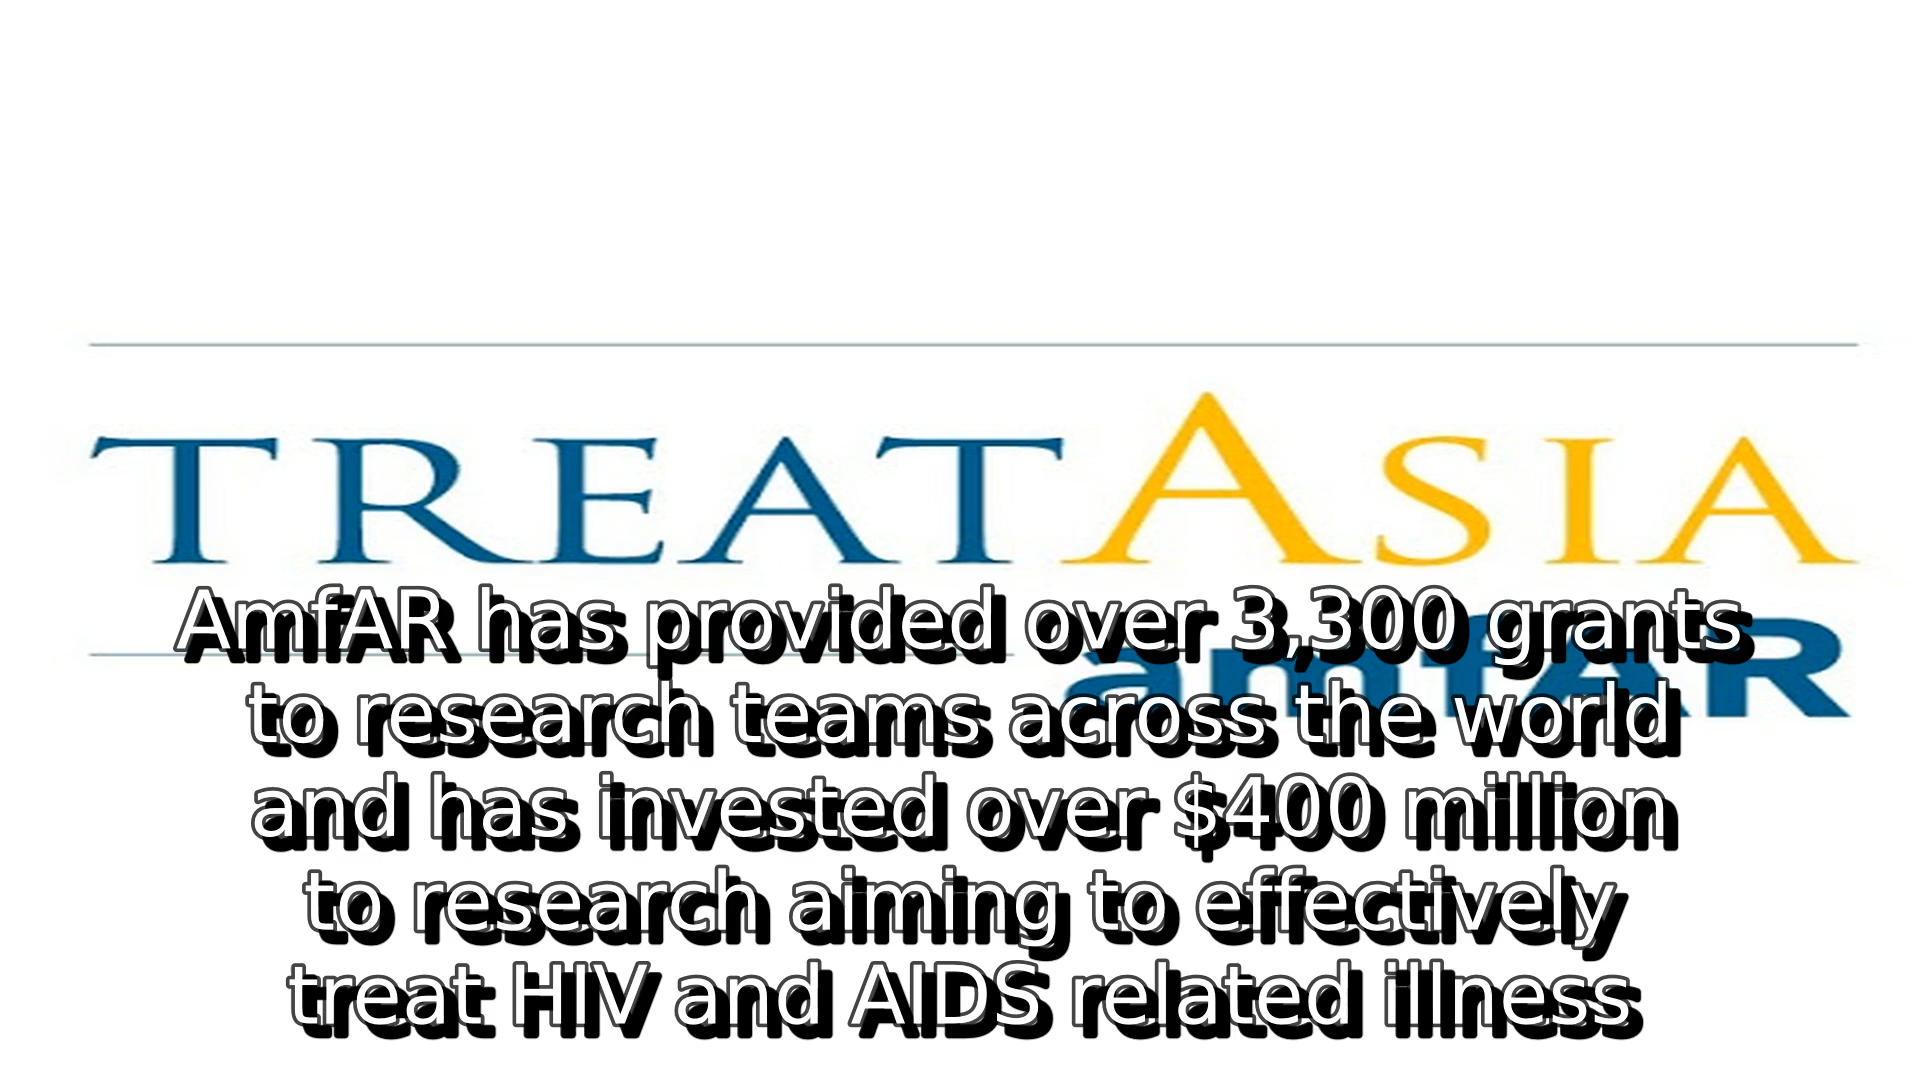 TREAT ASIA
AmfAR has provided over 3,300 grants
amfAR
to research teams across the world
and has invested over $400 million
to research aiming to effectively
treat HIV and AIDS related illness